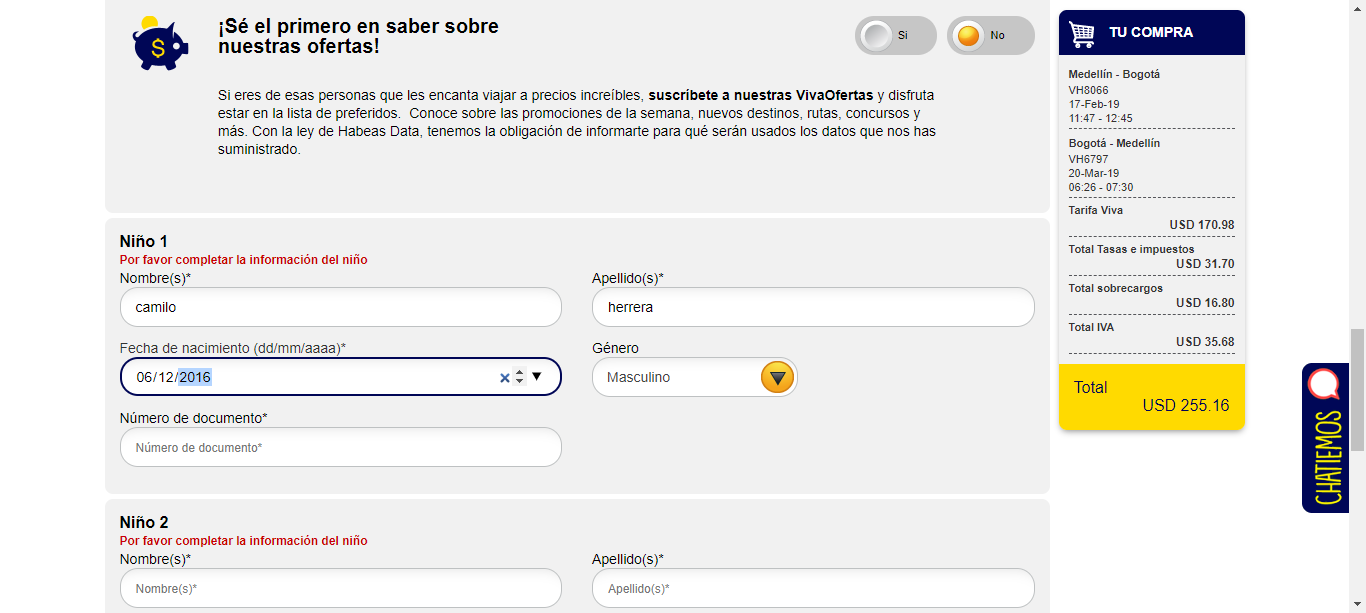 ¡Sé el primero en saber sobre
nuestras ofertas!
Si
No
Si eres de esas personas que les encanta viajar a precios increíbles, suscríbete a nuestras VivaOfertas y disfruta
estar en la lista de preferidos. Conoce sobre las promociones de la semana, nuevos destinos, rutas, concursos y
más. Con la ley de Habeas Data, tenemos la obligación de informarte para qué serán usados los datos que nos has
suministrado.
Niño 1
Por favor completar la información del niño
Nombre(s)*
Apellido(s)*
camilo
herrera
Fecha de nacimiento (dd/mm/aaaa)*
Género
06/12/2016
Masculino
Número de documento*
Número de documento*
Niño 2
Por favor completar la información del niño
Nombre(s)*
Apellido(s)*
Nombre(s)*
Apellido(s)*
TU COMPRA
Medellín - Bogotá
VH8066
17-Feb-19
11:47 - 12:45
Bogotá - Medellín
VH6797
20-Mar-19
06:26 - 07:30
Tarifa Viva
USD 170.98
Total Tasas e impuestos
USD 31.70
Total sobrecargos
USD 16.80
Total IVA
USD 35.68
Total
USD 255.16
CHATIEMOS